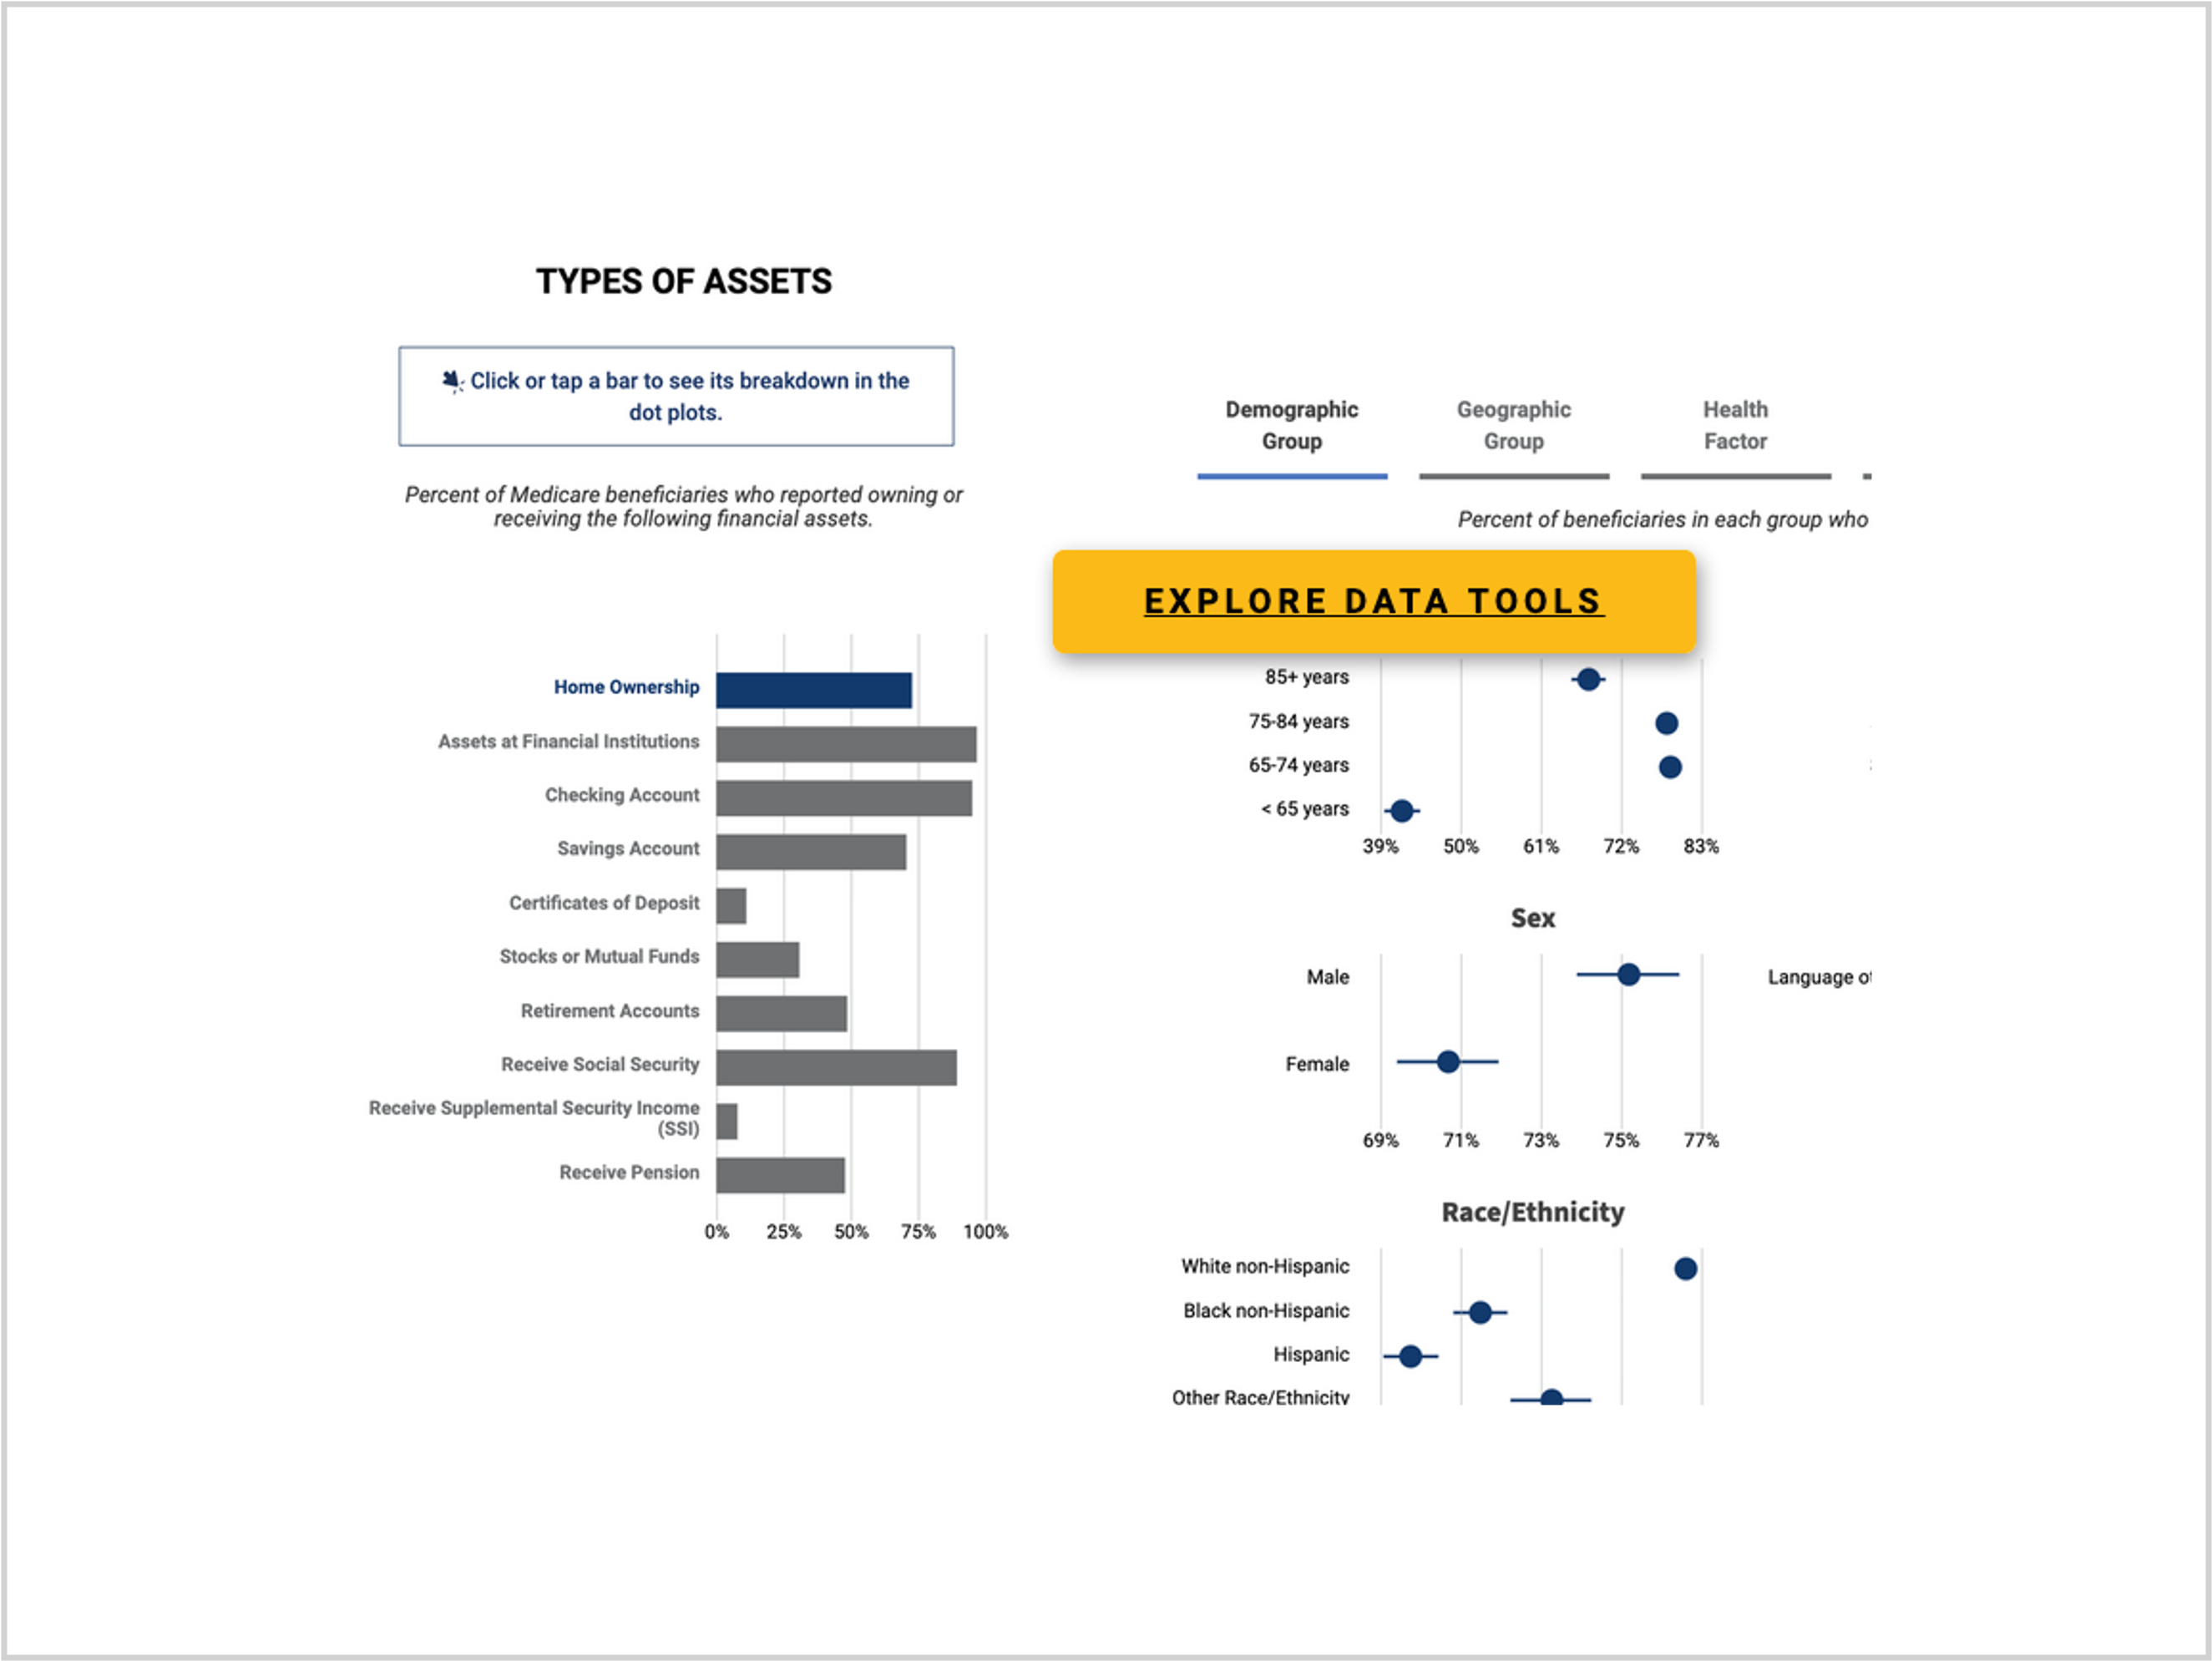 TYPES OF ASSETS
Click or tap a bar to see its breakdown in the
dot plots.
Percent of Medicare beneficiaries who reported owning or
receiving the following financial assets.
Home Ownership
Assets at Financial Institutions
Checking Account
Savings Account
Certificates of Deposit
Stocks or Mutual Funds
Retirement Accounts
Receive Social Security
Receive Supplemental Security Income
(SSI)
Receive Pension
0% 25% 50% 75% 100%
Demographic
Group
Geographic
Group
Health
Factor
Percent of beneficiaries in each group who
EXPLORE DATA TOOLS
85+ years
75-84 years
65-74 years
< 65 years
39% 50% 61% 72% 83%
Sex
Male
Female
Language
69% 71% 73% 75% 77%
Race/Ethnicity
White non-Hispanic
Black non-Hispanic
Hispanic
Other Race/Ethnicity